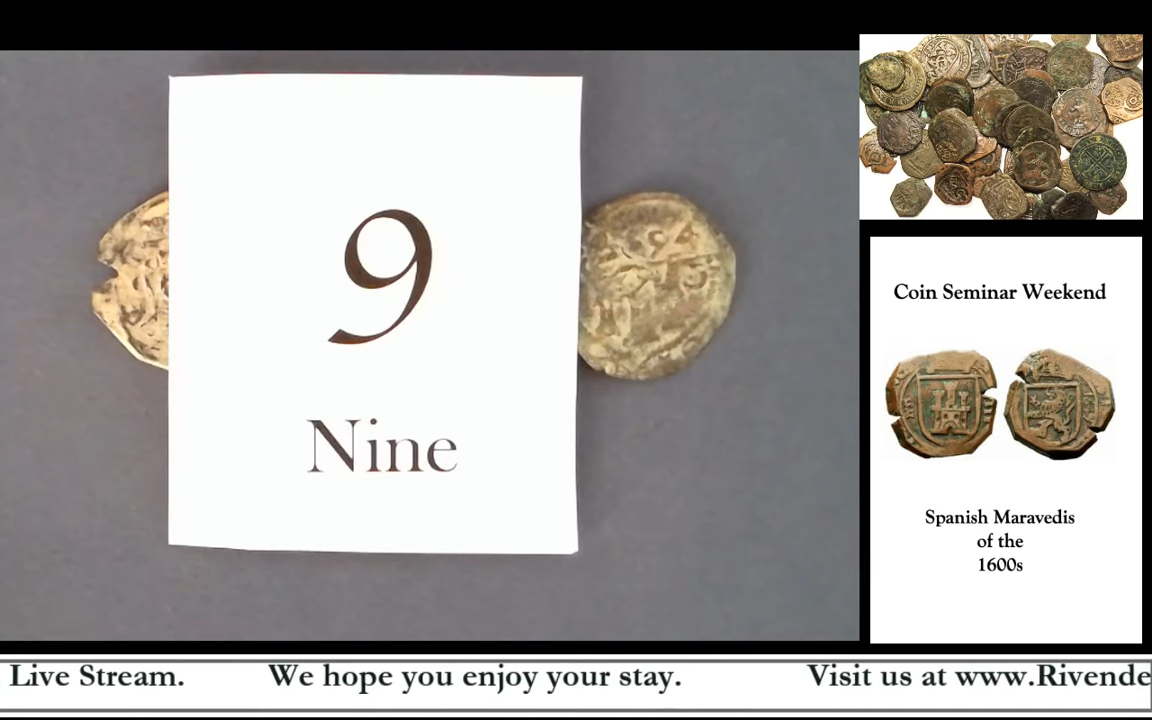 9
Nine
Coin Seminar Weekend
Spanish Maravedis
of the
1600s
Live Stream. We hope you enjoy your stay. Visit us at www.Rivende